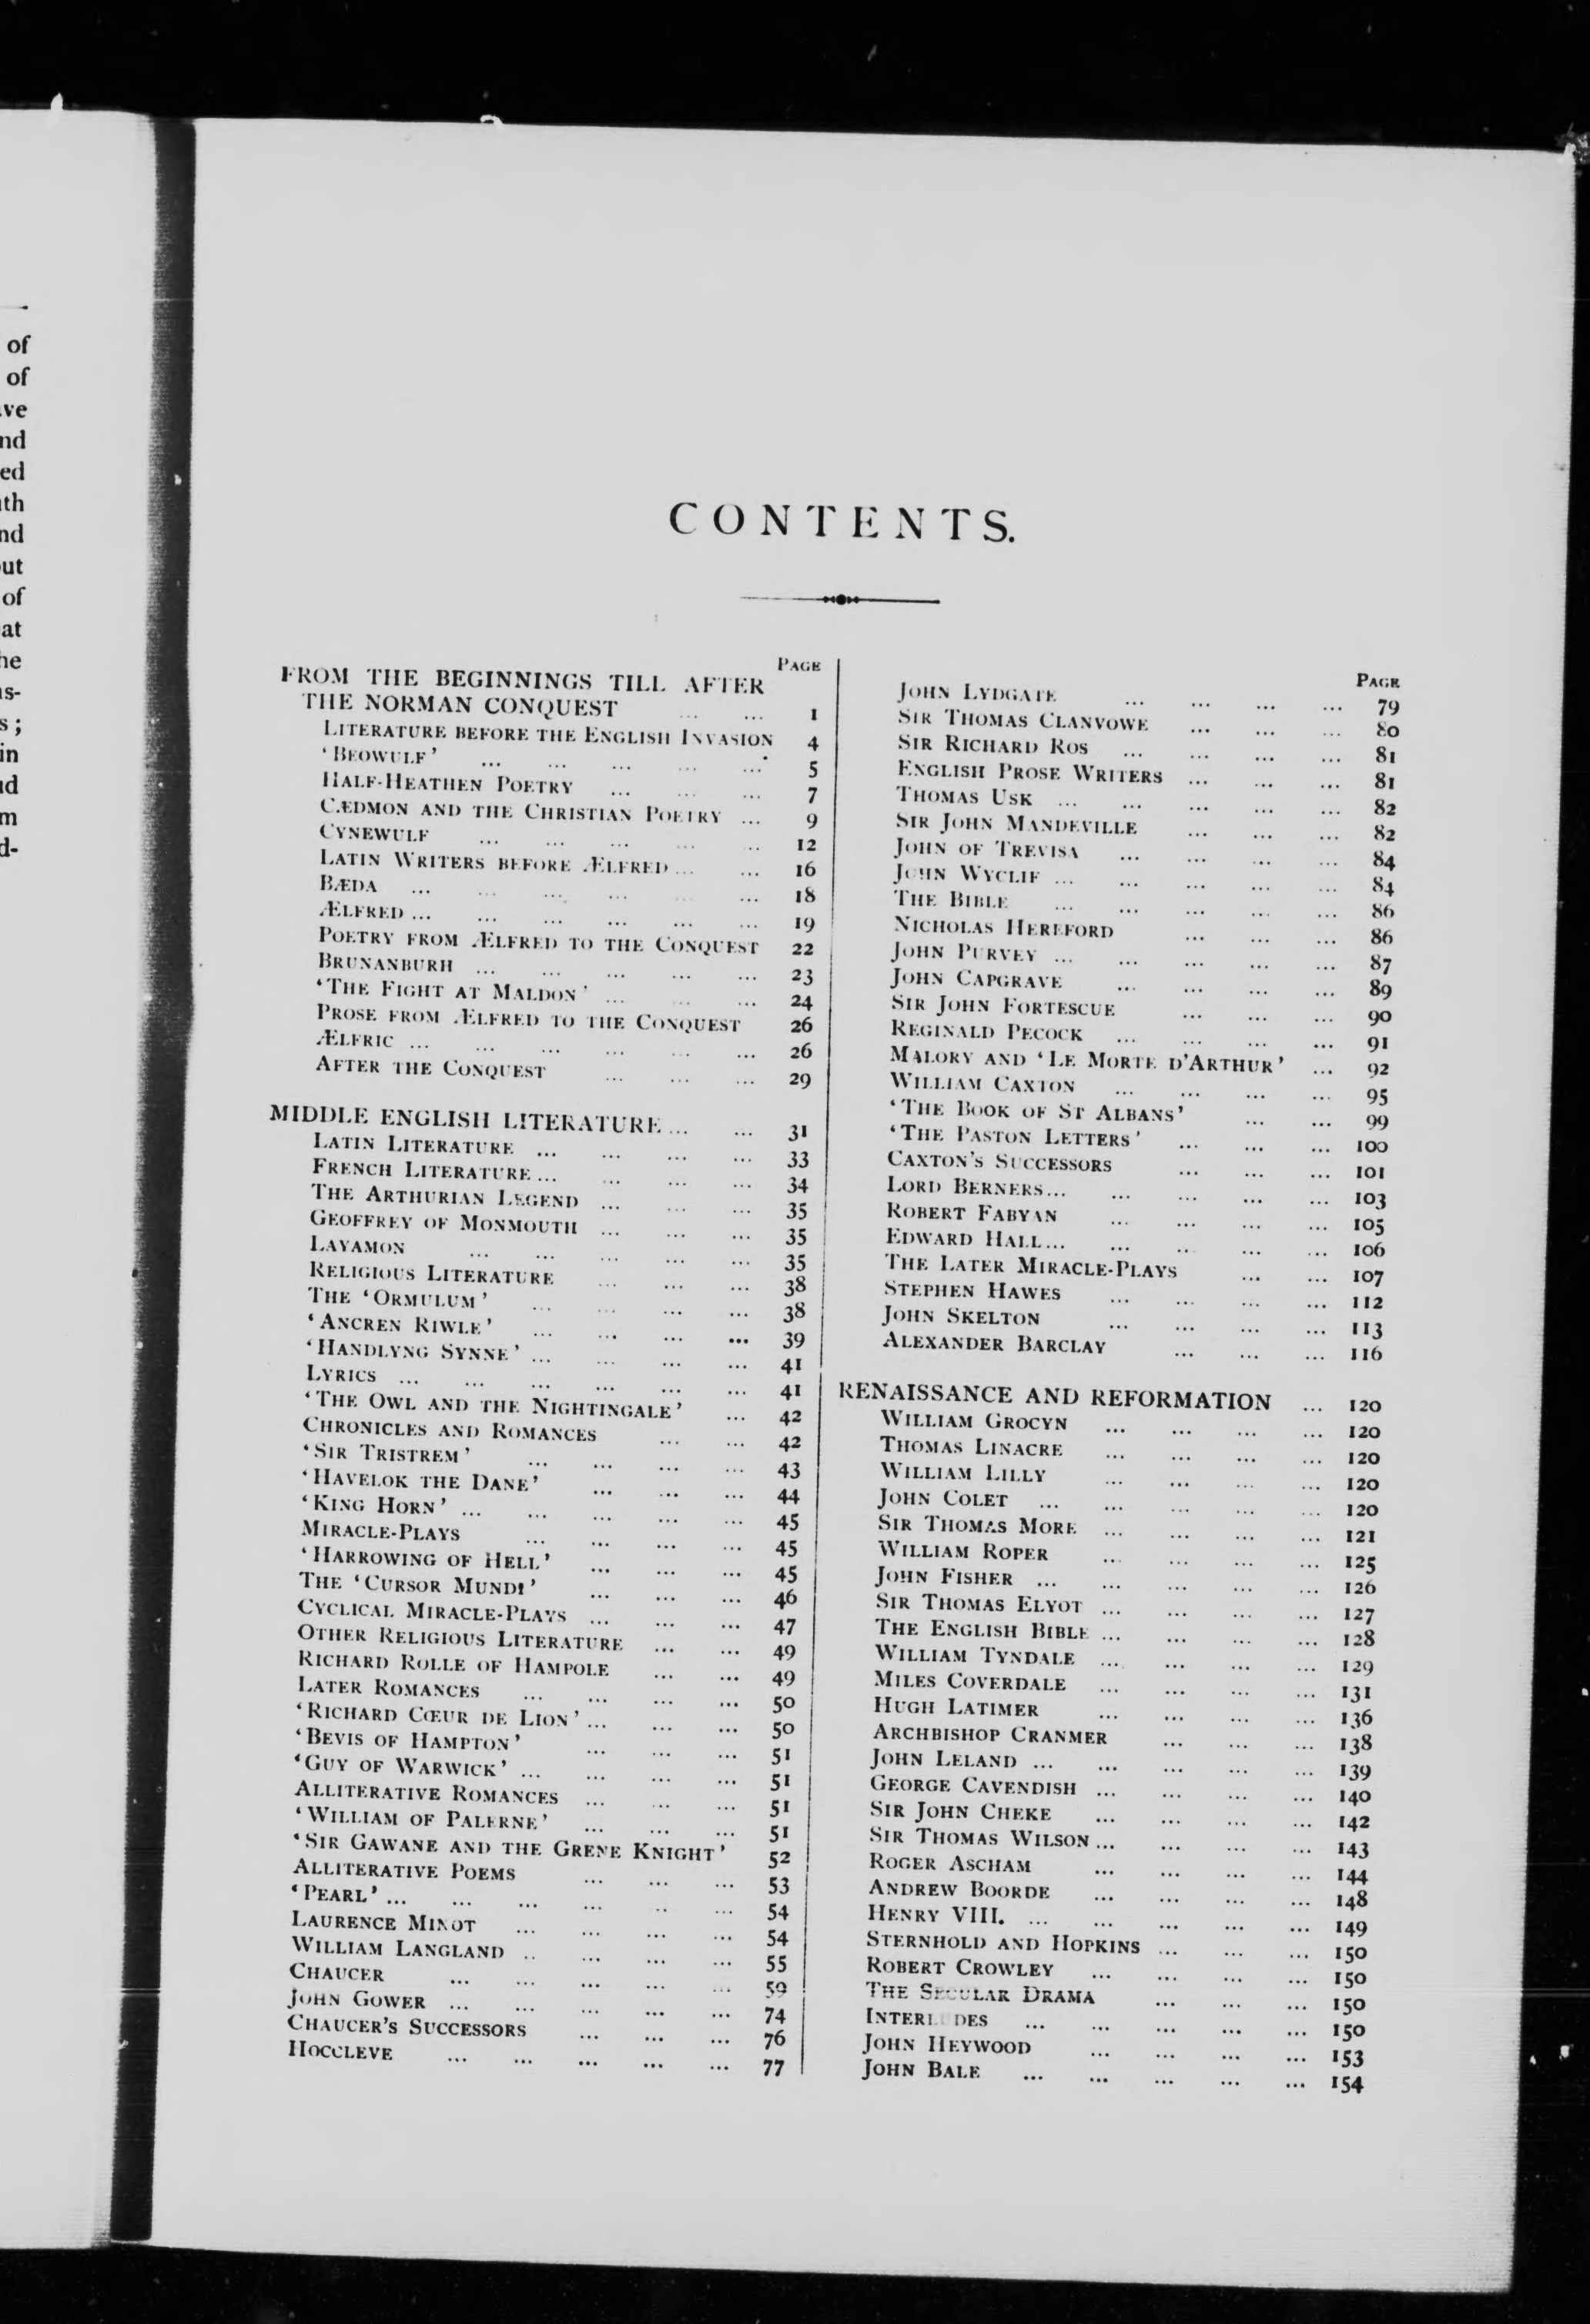 of
of
ve
nd
ed
th
nd
ut
of
at
he
s-
s;
in
d
m
d-
CONTENTS.
PAGE
FROM THE BEGINNINGS TILL AFTER
THE NORMAN CONQUEST ... ... 1
LITERATURE BEFORE THE ENGLISH INVASION 4
‘BEOWULF’ ... ... ... ... ... 5
HALF-HEATHEN POETRY ... ... ... 7
CÆDMON AND THE CHRISTIAN POETRY ... 9
CYNEWULF ... ... ... ... ... 12
LATIN WRITERS BEFORE ÆLFRED ... ... 16
BÆDA ... ... ... ... ... ... 18
ÆLFRED ... ... ... ... ... ... 19
POETRY FROM ÆLFRED TO THE CONQUEST 22
BRUNANBURH ... ... ... ... ... 23
‘THE FIGHT AT MALDON’ ... ... ... 24
PROSE FROM ÆLFRED TO THE CONQUEST 26
ÆLFRIC ... ... ... ... ... ... 26
AFTER THE CONQUEST ... ... ... 29
MIDDLE ENGLISH LITERATURE ... ... 31
LATIN LITERATURE ... ... ... ... 33
FRENCH LITERATURE ... ... ... ... 34
THE ARTHURIAN LEGEND ... ... ... 35
GEOFFREY OF MONMOUTH ... ... ... 35
LAYAMON ... ... ... ... ... 35
RELIGIOUS LITERATURE ... ... ... 38
THE ‘ORMULUM’ ... ... ... ... 38
‘ANCREN RIWLE’ ... ... ... ... 39
‘HANDLYNG SYNNE’ ... ... ... ... 41
LYRICS ... ... ... ... ... ... 41
‘THE OWL AND THE NIGHTINGALE’ ... 42
CHRONICLES AND ROMANCES ... ... 42
‘SIR TRISTREM’ ... ... ... ... 43
‘HAVELOK THE DANE’ ... ... ... 44
‘KING HORN’ ... ... ... ... ... 45
MIRACLE-PLAYS ... ... ... ... 45
‘HARROWING OF HELL’ ... ... ... 45
THE ‘CURSOR MUNDI’ ... ... ... 46
CYCLICAL MIRACLE-PLAYS ... ... ... 47
OTHER RELIGIOUS LITERATURE ... ... 49
RICHARD ROLLE OF HAMPOLE ... ... 49
LATER ROMANCES ... ... ... ... 50
‘RICHARD CŒUR DE LION’ ... ... ... 50
‘BEVIS OF HAMPTON’ ... ... ... 51
‘GUY OF WARWICK’ ... ... ... ... 51
ALLITERATIVE ROMANCES ... ... ... 51
‘WILLIAM OF PALERNE’ ... ... ... 51
‘SIR GAWANE AND THE GRENE KNIGHT’ 52
ALLITERATIVE POEMS ... ... ... 53
‘PEARL’ ... ... ... ... ... ... 54
LAURENCE MINOT ... ... ... ... 54
WILLIAM LANGLAND ... ... ... ... 55
CHAUCER ... ... ... ... ... 59
JOHN GOWER ... ... ... ... ... 74
CHAUCER'S SUCCESSORS ... ... ... 76
HOCCLEVE ... ... ... ... ... 77
PAGE
JOHN LYDGATE ... ... ... ... 79
SIR THOMAS CLANVOWE ... ... ... 80
SIR RICHARD ROS ... ... ... ... 81
ENGLISH PROSE WRITERS ... ... ... 81
THOMAS USK ... ... ... ... ... 82
SIR JOHN MANDEVILLE ... ... ... 82
JOHN OF TREVISA ... ... ... ... 84
JOHN WYCLIF ... ... ... ... ... 84
THE BIBLE ... ... ... ... ... 86
NICHOLAS HEREFORD ... ... ... 86
JOHN PURVEY ... ... ... ... ... 87
JOHN CAPGRAVE ... ... ... ... 89
SIR JOHN FORTESCUE ... ... ... 90
REGINALD PECOCK ... ... ... ... 91
MALORY AND ‘LE MORTE D'ARTHUR’ ... 92
WILLIAM CAXTON ... ... ... ... 95
‘THE BOOK OF ST ALBANS’ ... ... 99
‘THE PASTON LETTERS’ ... ... ... 100
CAXTON'S SUCCESSORS ... ... ... 101
LORD BERNERS ... ... ... ... ... 103
ROBERT FABYAN ... ... ... ... 105
EDWARD HALL ... ... ... ... ... 106
THE LATER MIRACLE-PLAYS ... ... 107
STEPHEN HAWES ... ... ... ... 112
JOHN SKELTON ... ... ... ... 113
ALEXANDER BARCLAY ... ... ... 116
RENAISSANCE AND REFORMATION ... 120
WILLIAM GROCYN ... ... ... ... 120
THOMAS LINACRE ... ... ... ... 120
WILLIAM LILLY ... ... ... ... 120
JOHN COLET ... ... ... ... ... 120
SIR THOMAS MORE ... ... ... ... 121
WILLIAM ROPER ... ... ... ... 125
JOHN FISHER ... ... ... ... ... 126
SIR THOMAS ELYOT ... ... ... ... 127
THE ENGLISH BIBLE ... ... ... ... 128
WILLIAM TYNDALE ... ... ... ... 129
MILES COVERDALE ... ... ... ... 131
HUGH LATIMER ... ... ... ... 136
ARCHBISHOP CRANMER ... ... ... 138
JOHN LELAND ... ... ... ... ... 139
GEORGE CAVENDISH ... ... ... ... 140
SIR JOHN CHEKE ... ... ... ... 142
SIR THOMAS WILSON ... ... ... ... 143
ROGER ASCHAM ... ... ... ... 144
ANDREW BOORDE ... ... ... ... 148
HENRY VIII. ... ... ... ... ... 149
STERNHOLD AND HOPKINS ... ... ... 150
ROBERT CROWLEY ... ... ... ... 150
THE SECULAR DRAMA ... ... ... 150
INTERLUDES ... ... ... ... ... 150
JOHN HEYWOOD ... ... ... ... 153
JOHN BALE ... ... ... ... ... 154